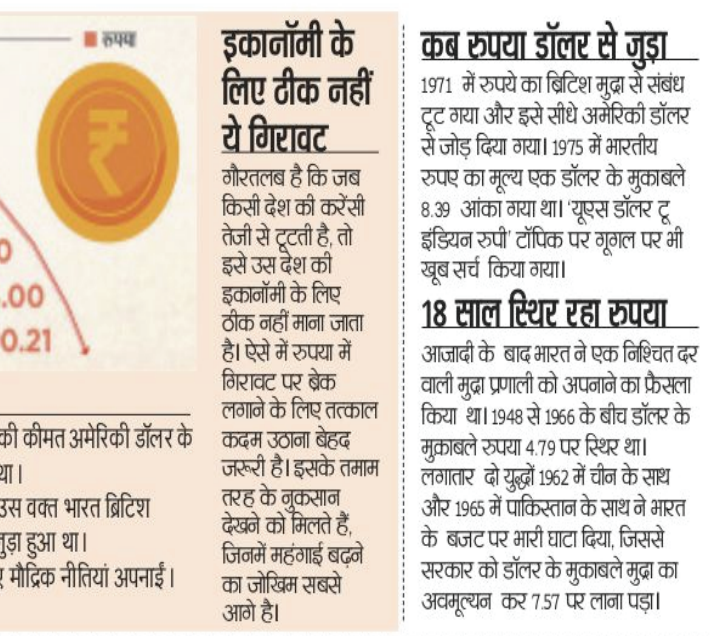 रुपया
₹
0
.00
0.21
की कीमत अमेरिकी डॉलर के
था।
उस वक्त भारत ब्रिटिश
जुड़ा हुआ था।
मौद्रिक नीतियां अपनाईं।
इकानॉमी के
लिए ठीक नहीं
ये गिरावट
गौरतलब है कि जब
किसी देश की करेंसी
तेजी से टूटती है, तो
इसे उस देश की
इकानॉमी के लिए
ठीक नहीं माना जाता
है। ऐसे में रुपया में
गिरावट पर ब्रेक
लगाने के लिए तत्काल
कदम उठाना बेहद
जरूरी है। इसके तमाम
तरह के नुकसान
देखने को मिलते हैं,
जिनमें महंगाई बढ़ने
का जोखिम सबसे
आगे है।
कब रुपया डॉलर से जुड़ा
1971 में रुपये का ब्रिटिश मुद्रा से संबंध
टूट गया और इसे सीधे अमेरिकी डॉलर
से जोड़ दिया गया। 1975 में भारतीय
रुपए का मूल्य एक डॉलर के मुकाबले
8.39 आंका गया था। 'यूएस डॉलर टू
इंडियन रुपी' टॉपिक पर गूगल पर भी
खूब सर्च किया गया।
18 साल स्थिर रहा रुपया
आजादी के बाद भारत ने एक निश्चित दर
वाली मुद्रा प्रणाली को अपनाने का फैसला
किया था। 1948 से 1966 के बीच डॉलर के
मुकाबले रुपया 4.79 पर स्थिर था।
लगातार दो युद्धों 1962 में चीन के साथ
और 1965 में पाकिस्तान के साथ ने भारत
के बजट पर भारी घाटा दिया, जिससे
सरकार को डॉलर के मुकाबले मुद्रा का
अवमूल्यन कर 7.57 पर लाना पड़ा।